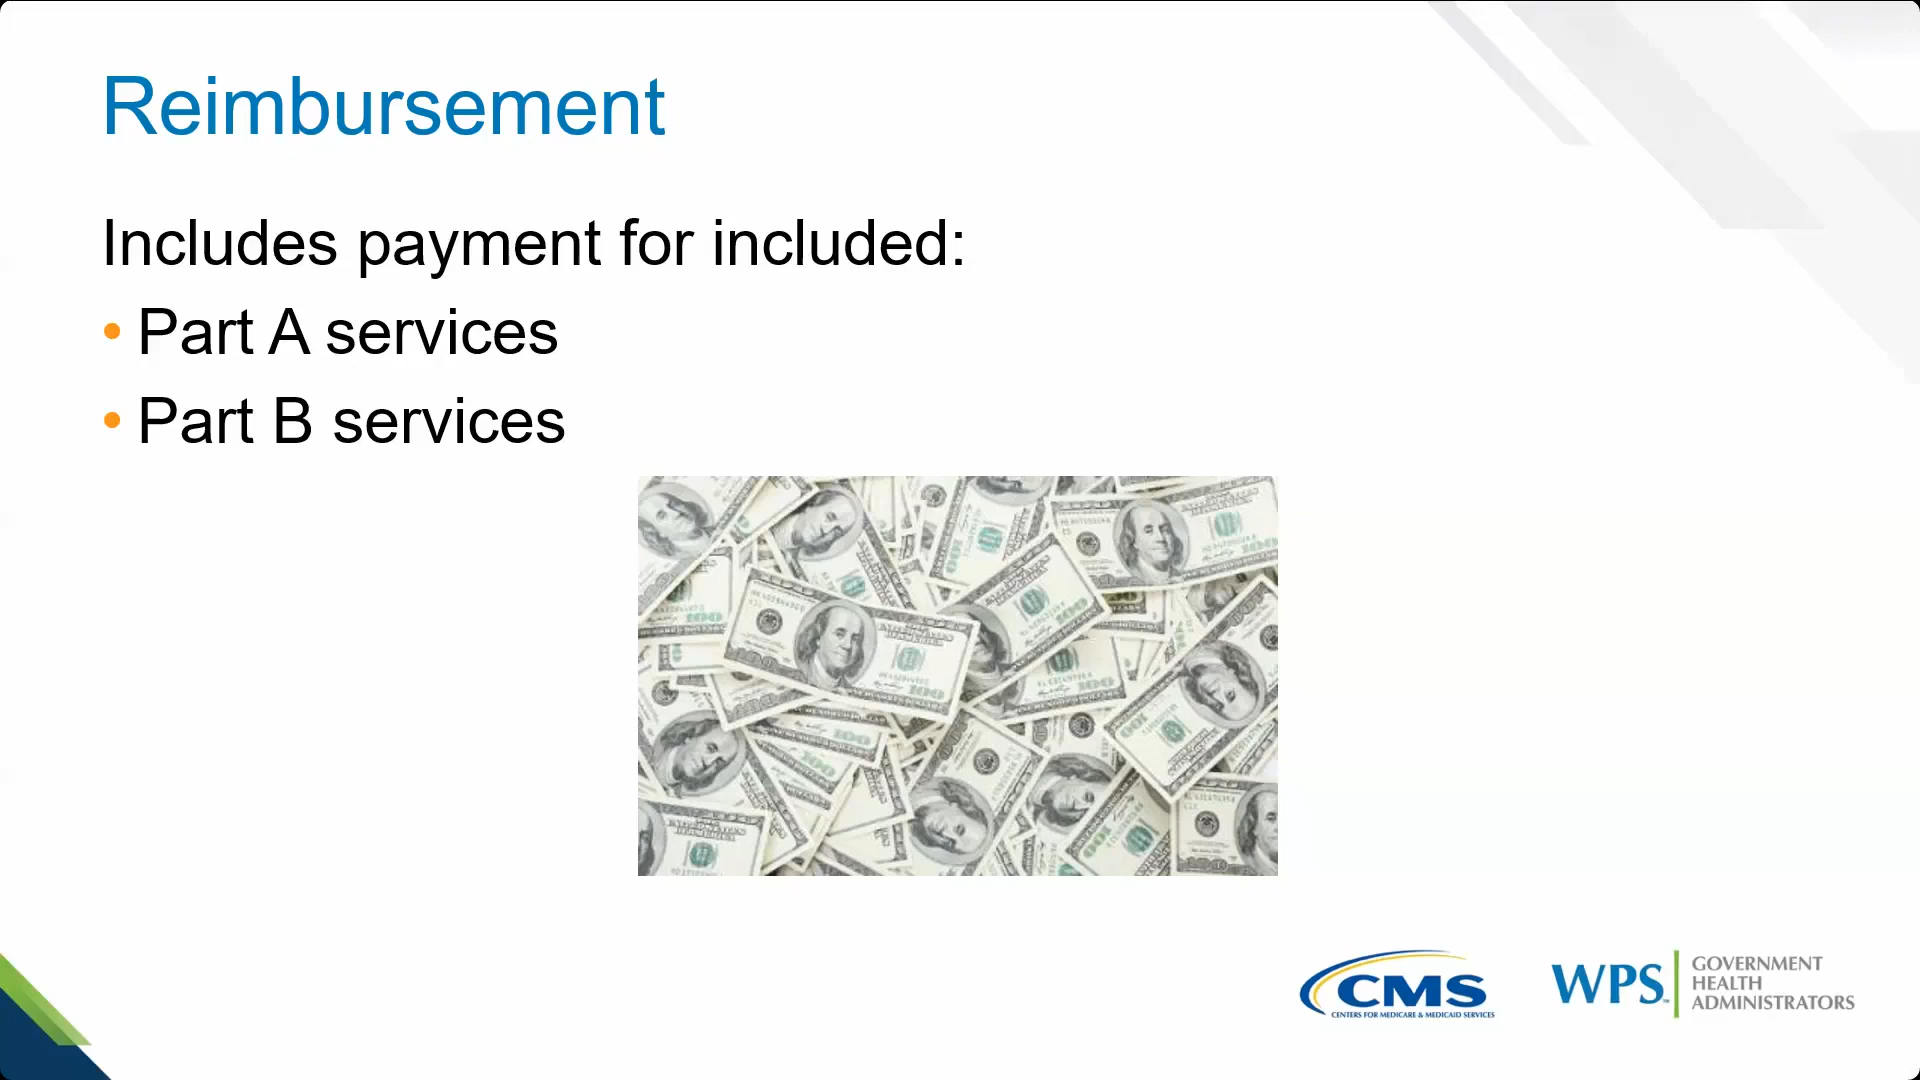 Reimbursement
Includes payment for included:
• Part A services
• Part B services
CMS
CENTERS FOR MEDICARE & MEDICAID SERVICES
WPS
GOVERNMENT
HEALTH
ADMINISTRATORS